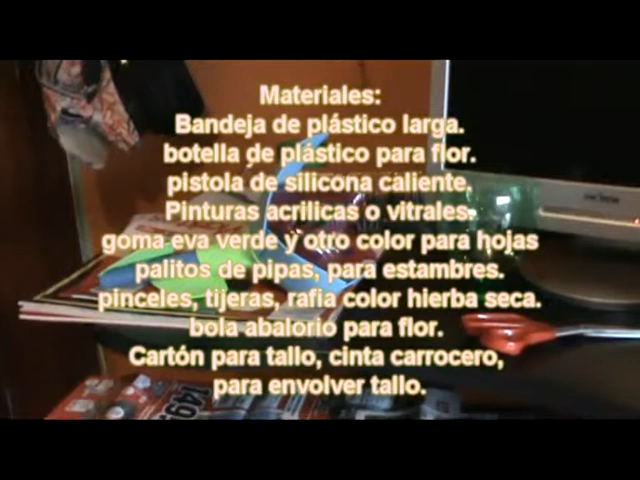 Materiales:
Bandeja de plástico larga.
botella de plástico para flor.
pistola de silicona caliente.
Pinturas acrilicas o vitrales.
goma eva verde y otro color para hojas
palitos de pipas, para estambres.
pinceles, tijeras, rafia color hierba seca.
bola abalorio para flor.
Cartón para tallo, cinta carrocero,
para envolver tallo.
149